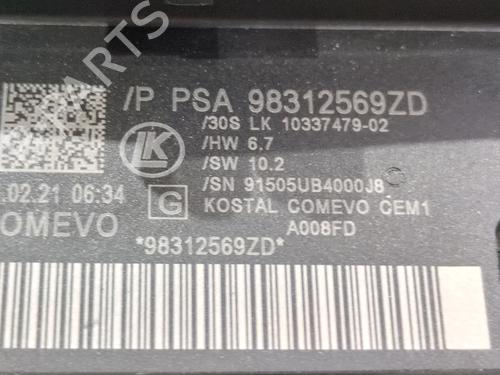 /P PSA 98312569ZD
/30S LK 10337479-02
/HW 6.7
/SW 10.2
/SN 91505UB4000J8
LK
G KOSTAL COMEVO CEM1
A008FD
.02.21 06:34
OMEVO
*98312569ZD*